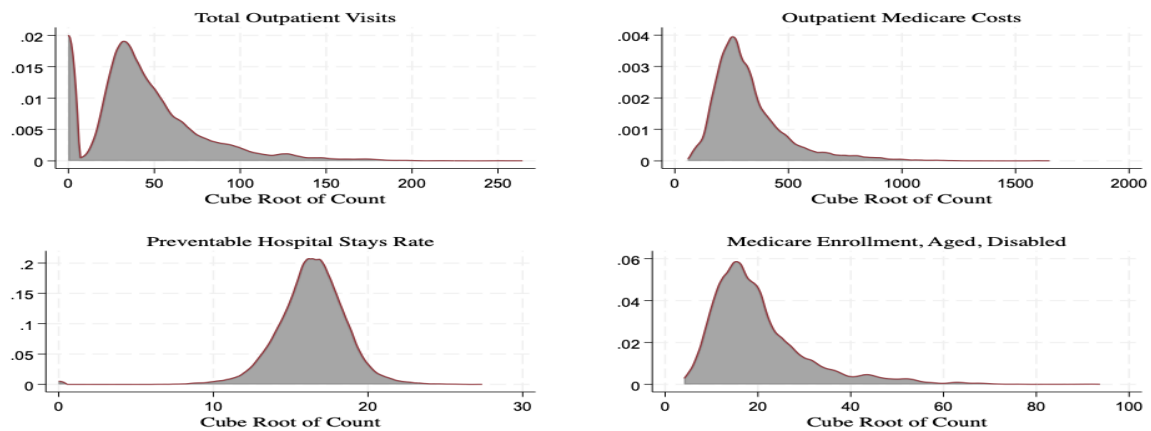 Total Outpatient Visits
.02
.015
.01
.005
0
0 50 100 150 200 250
Cube Root of Count
Outpatient Medicare Costs
.004
.003
.002
.001
0
0 500 1000 1500 2000
Cube Root of Count
Preventable Hospital Stays Rate
.2
.15
.1
.05
0
0 10 20 30
Cube Root of Count
Medicare Enrollment, Aged, Disabled
.06
.04
.02
0
0 20 40 60 80 100
Cube Root of Count